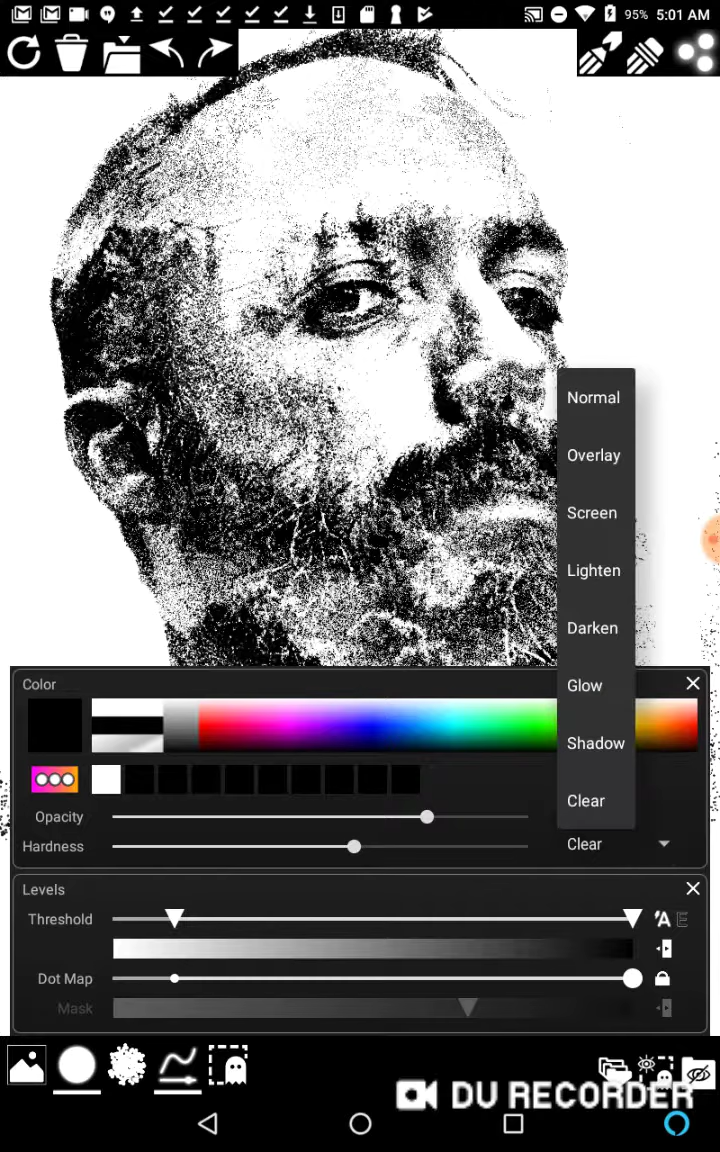 95% 5:01 AM
Normal
Overlay
Screen
Lighten
Darken
Glow
Shadow
Clear
Color
Opacity
Hardness
Clear
Levels
Threshold
A E
Dot Map
Mask
DU RECORDER